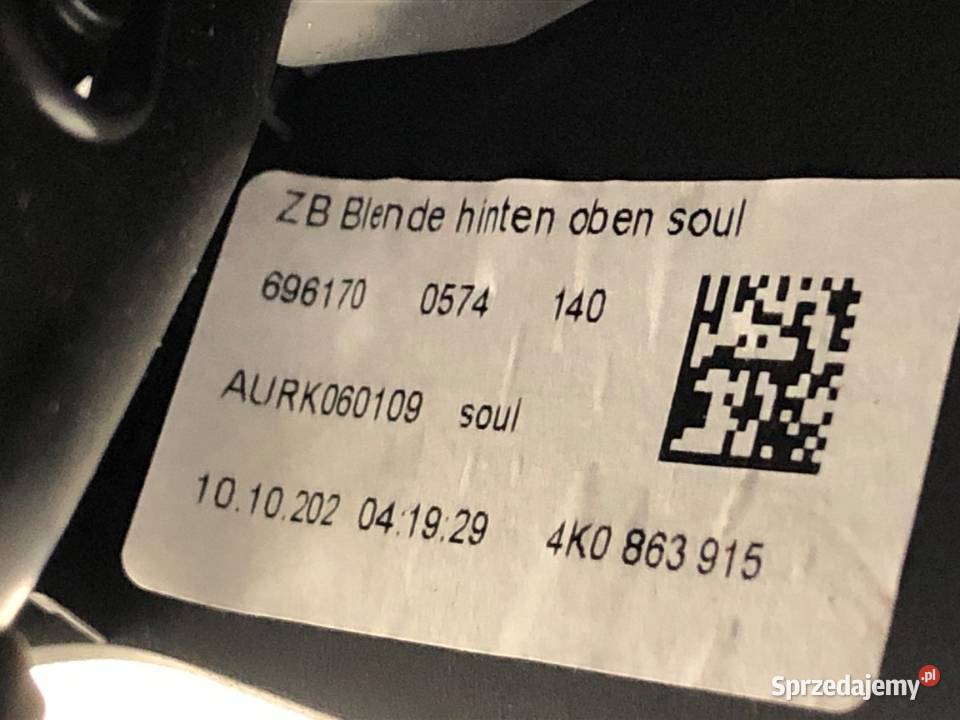 ZB Blende hinten oben soul
696170 0574 140
AURK060109 soul
10.10.202 04:19:29 4K0 863 915
Sprzedajemy.pl